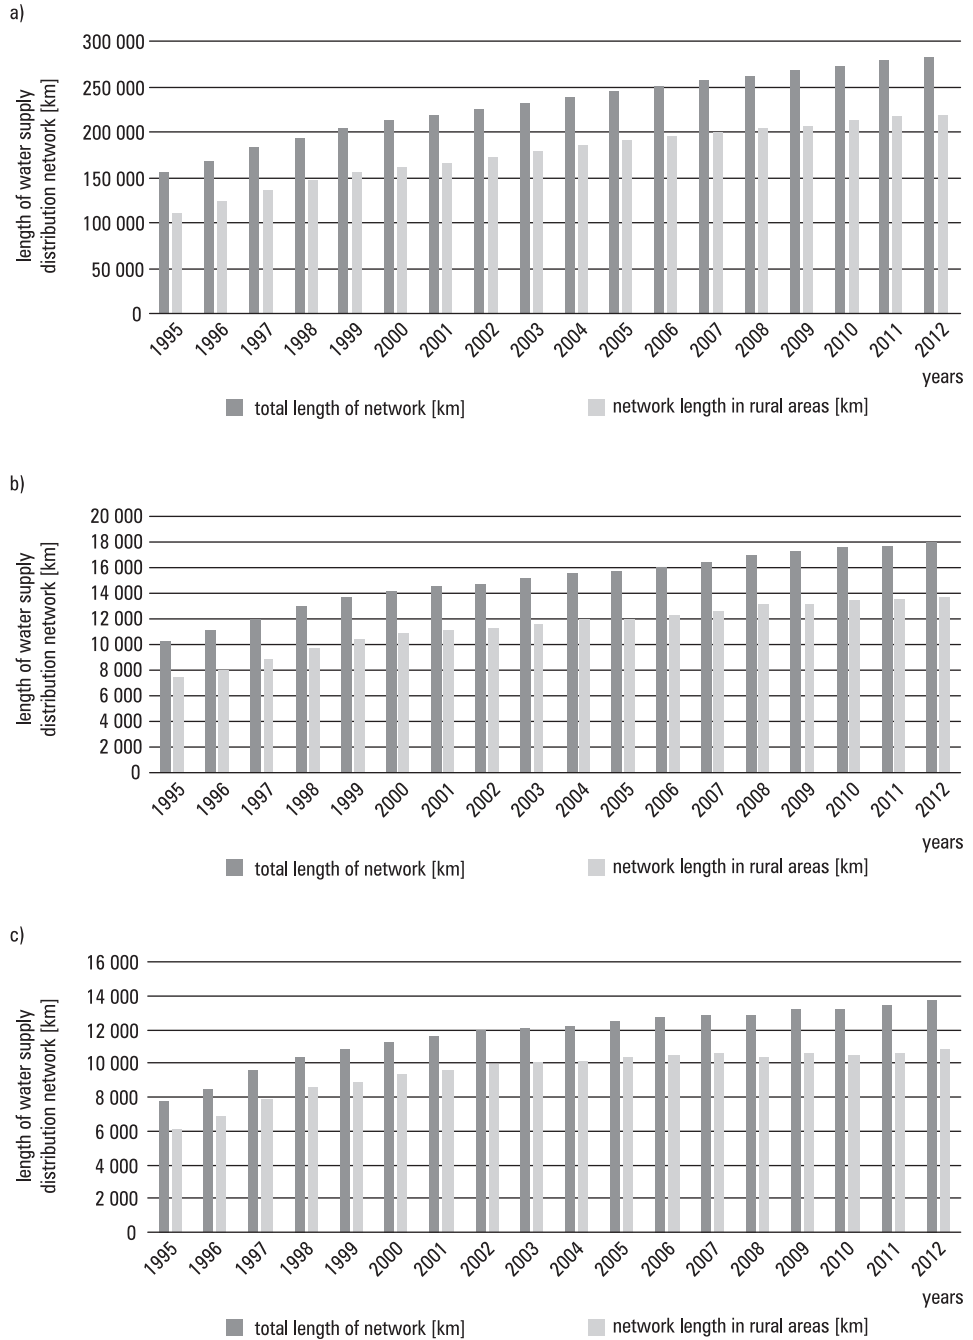 a)
length of water supply
distribution network [km]
300 000
250 000
200 000
150 000
100 000
50 000
0
1995 1996 1997 1998 1999 2000 2001 2002 2003 2004 2005 2006 2007 2008 2009 2010 2011 2012
years
total length of network [km] network length in rural areas [km]
b)
length of water supply
distribution network [km]
20 000
18 000
16 000
14 000
12 000
10 000
8 000
6 000
4 000
2 000
0
1995 1996 1997 1998 1999 2000 2001 2002 2003 2004 2005 2006 2007 2008 2009 2010 2011 2012
years
total length of network [km] network length in rural areas [km]
c)
length of water supply
distribution network [km]
16 000
14 000
12 000
10 000
8 000
6 000
4 000
2 000
0
1995 1996 1997 1998 1999 2000 2001 2002 2003 2004 2005 2006 2007 2008 2009 2010 2011 2012
years
total length of network [km] network length in rural areas [km]